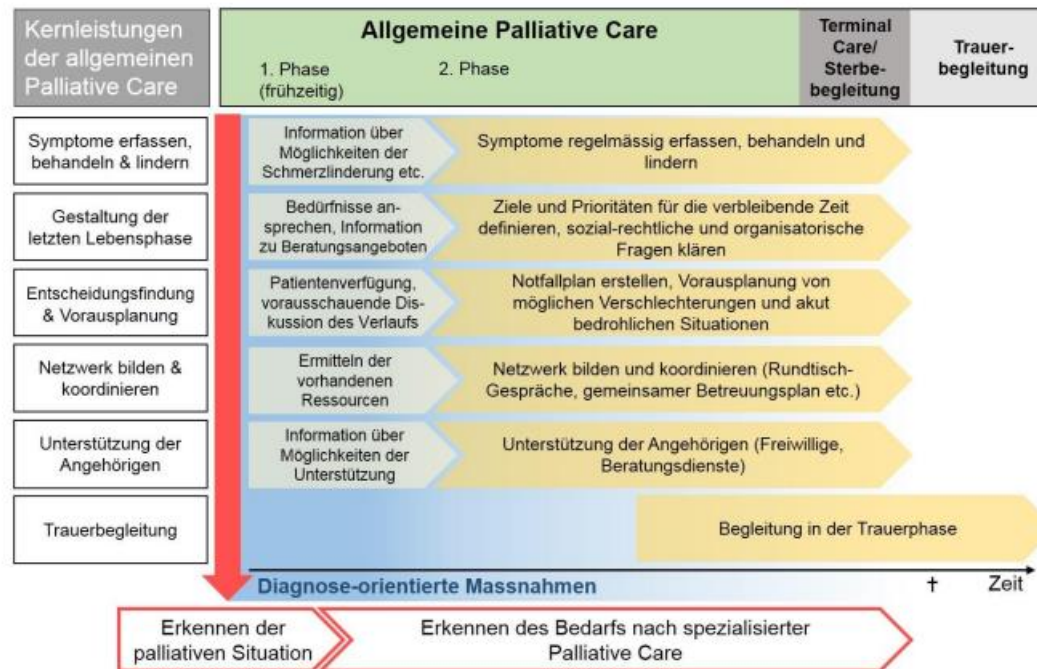 Kernleistungen
der allgemeinen
Palliative Care
Allgemeine Palliative Care
1. Phase
(frühzeitig)
2. Phase
Terminal
Care/
Sterbe-
begleitung
Trauer-
begleitung
Symptome erfassen,
behandeln & lindern
Information über
Möglichkeiten der
Schmerzlinderung etc.
Symptome regelmässig erfassen, behandeln und
lindern
Gestaltung der
letzten Lebensphase
Bedürfnisse an-
sprechen, Information
zu Beratungsangeboten
Ziele und Prioritäten für die verbleibende Zeit
definieren, sozial-rechtliche und organisatorische
Fragen klären
Entscheidungsfindung
& Vorausplanung
Patientenverfügung,
vorausschauende Dis-
kussion des Verlaufs
Notfallplan erstellen, Vorausplanung von
möglichen Verschlechterungen und akut
bedrohlichen Situationen
Netzwerk bilden &
koordinieren
Ermitteln der
vorhandenen
Ressourcen
Netzwerk bilden und koordinieren (Rundtisch-
Gespräche, gemeinsamer Betreuungsplan etc.)
Unterstützung der
Angehörigen
Information über
Möglichkeiten der
Unterstützung
Unterstützung der Angehörigen (Freiwillige,
Beratungsdienste)
Trauerbegleitung
Begleitung in der Trauerphase
Diagnose-orientierte Massnahmen
✝
Zeit
Erkennen der
palliativen Situation
Erkennen des Bedarfs nach spezialisierter
Palliative Care